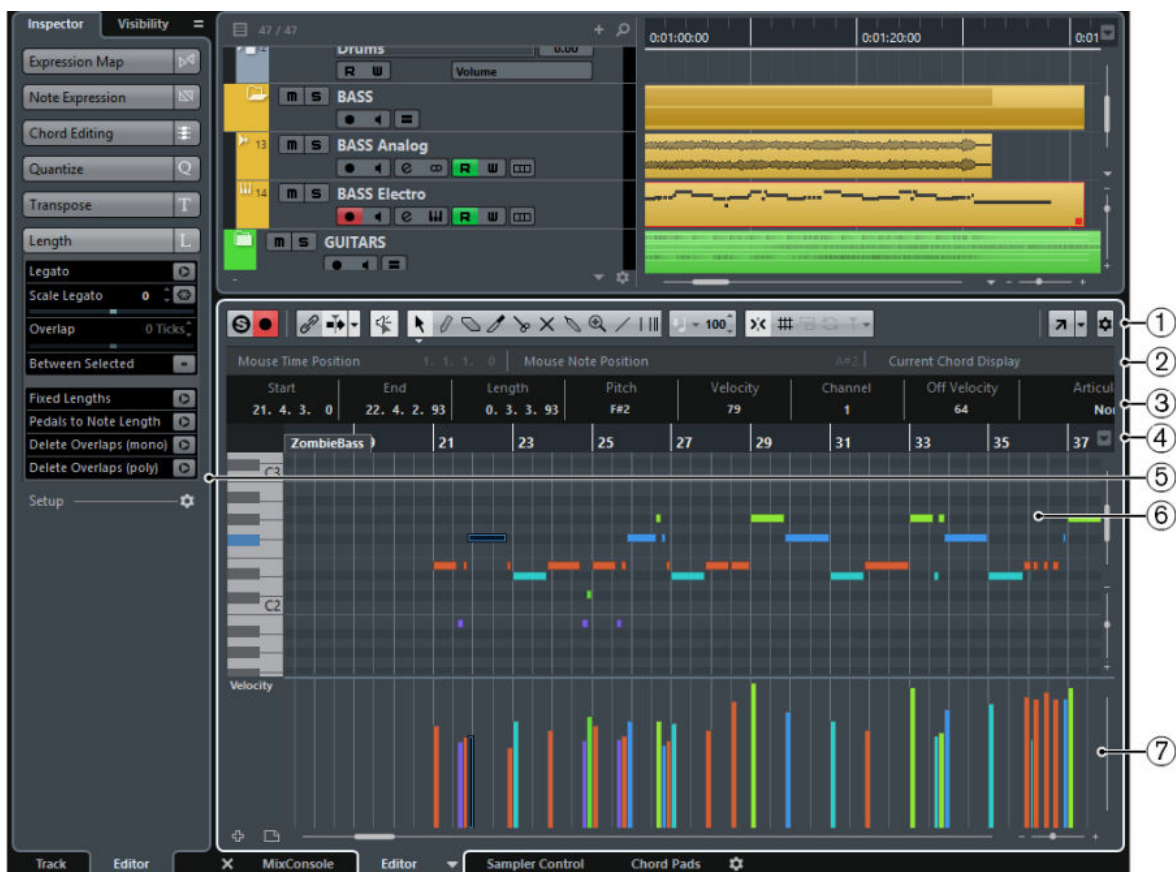 Inspector Visibility
Expression Map
Note Expression
Chord Editing
Quantize Q
Transpose T
Length L
Legato
Scale Legato 0
Overlap 0 Ticks
Between Selected
Fixed Lengths
Pedals to Note Length
Delete Overlaps (mono)
Delete Overlaps (poly)
Setup
Track Editor
47 / 47
Drums 0.00
R W Volume
m S BASS
13 m S BASS Analog
e R W
14 m S BASS Electro
e R W
m S GUITARS
0:01:00:00 0:01:20:00 0:01
S 100
Mouse Time Position 1. 1. 1. 0 Mouse Note Position A#2 Current Chord Display
Start End Length Pitch Velocity Channel Off Velocity Articul
21. 4. 3. 0 22. 4. 2. 93 0. 3. 3. 93 F#2 79 1 64 No
ZombieBass 21 23 25 27 29 31 33 35 37
C3
C2
Velocity
MixConsole Editor Sampler Control Chord Pads
1
2
3
4
5
6
7